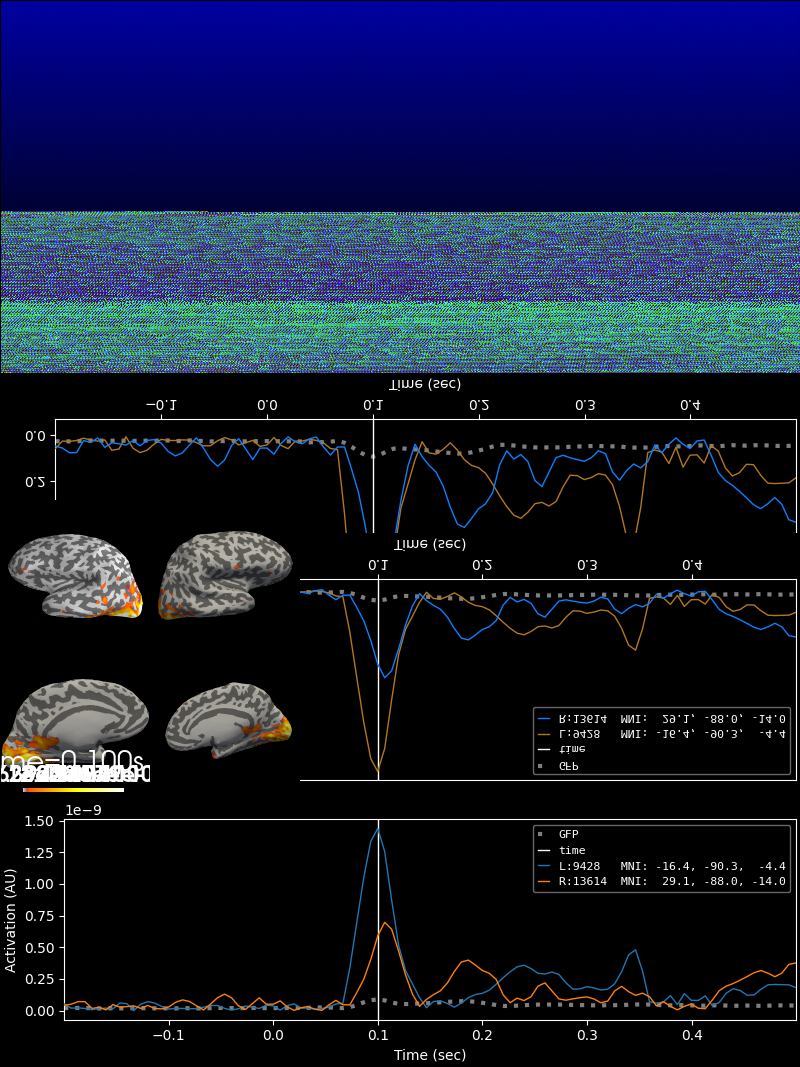 Time (sec)
−0.1 0.0 0.1 0.2 0.3 0.4
0.0
0.2
Time (sec)
0.1 0.2 0.3 0.4
R:13614 MNI: 29.1, -88.0, -14.0
L:9428 MNI: -16.4, -90.3, -4.4
time
GFP
me=0.100s
1e−9
1.50
1.25
1.00
0.75
0.50
0.25
0.00
Activation (AU)
GFP
time
L:9428 MNI: -16.4, -90.3, -4.4
R:13614 MNI: 29.1, -88.0, -14.0
−0.1 0.0 0.1 0.2 0.3 0.4
Time (sec)